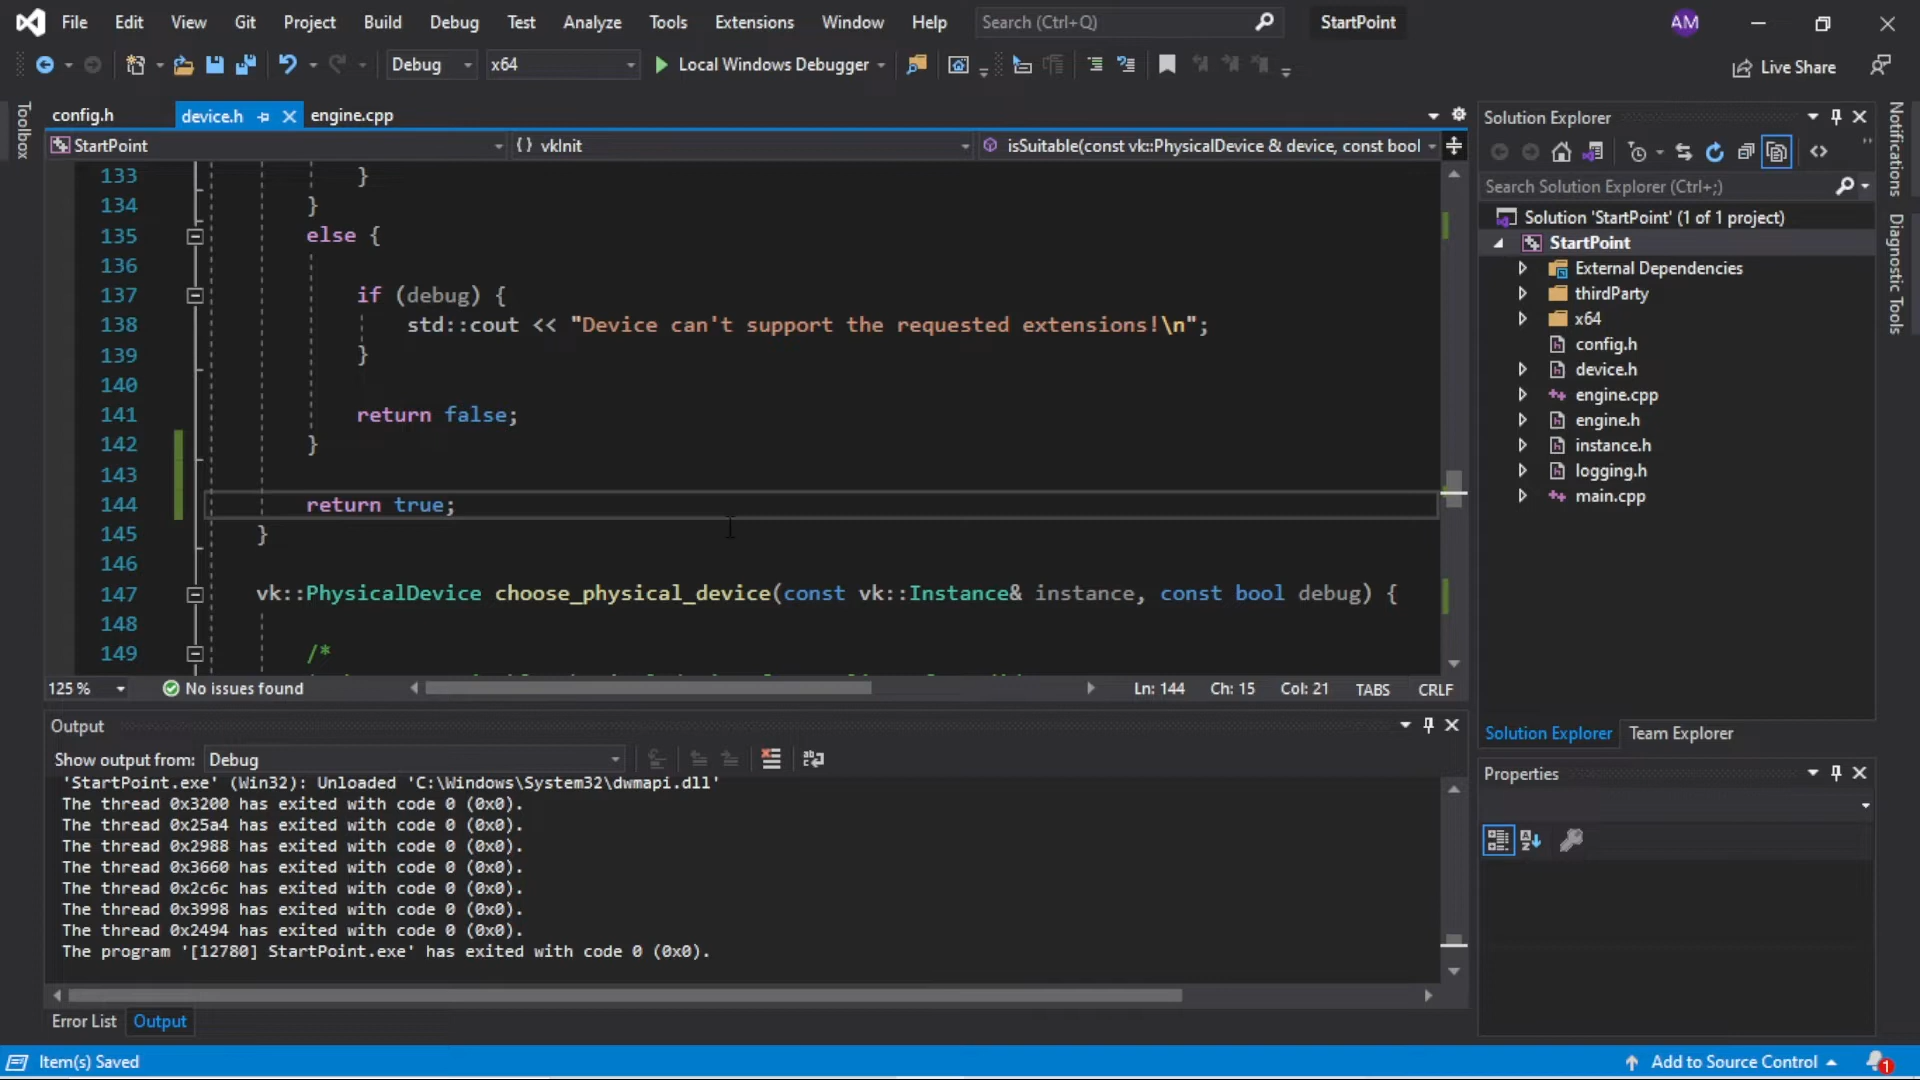 File Edit View Git Project Build Debug Test Analyze Tools Extensions Window Help Search (Ctrl+Q) StartPoint AM
Debug x64 Local Windows Debugger Live Share
Toolbox
config.h device.h engine.cpp
StartPoint {} vkInit isSuitable(const vk::PhysicalDevice & device, const bool
133 }
134 }
135 else {
136
137 if (debug) {
138 std::cout << "Device can't support the requested extensions!\n";
139 }
140
141 return false;
142 }
143
144 return true;
145 }
146
147 vk::PhysicalDevice choose_physical_device(const vk::Instance& instance, const bool debug) {
148
149 /*
125 % No issues found Ln: 144 Ch: 15 Col: 21 TABS CRLF
Output
Show output from: Debug
'StartPoint.exe' (Win32): Unloaded 'C:\Windows\System32\dwmapi.dll'
The thread 0x3200 has exited with code 0 (0x0).
The thread 0x25a4 has exited with code 0 (0x0).
The thread 0x2988 has exited with code 0 (0x0).
The thread 0x3660 has exited with code 0 (0x0).
The thread 0x2c6c has exited with code 0 (0x0).
The thread 0x3998 has exited with code 0 (0x0).
The thread 0x2494 has exited with code 0 (0x0).
The program '[12780] StartPoint.exe' has exited with code 0 (0x0).
Error List Output
Solution Explorer
Search Solution Explorer (Ctrl+;)
Solution 'StartPoint' (1 of 1 project)
StartPoint
External Dependencies
thirdParty
x64
config.h
device.h
engine.cpp
engine.h
instance.h
logging.h
main.cpp
Solution Explorer Team Explorer
Properties
Notifications
Diagnostic Tools
Item(s) Saved Add to Source Control 1